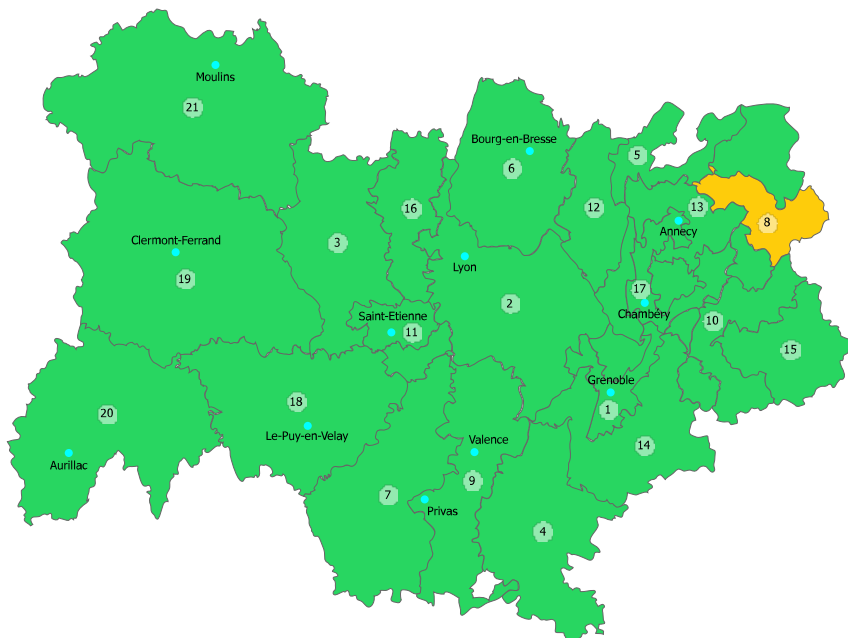 Moulins
21
Bourg-en-Bresse
6
5
16
12
13
Annecy
8
3
Clermont-Ferrand
19
Lyon
2
17
Chambéry
10
Saint-Etienne
11
15
Grenoble
1
18
Le-Puy-en-Velay
20
Aurillac
Valence
9
14
7
Privas
4